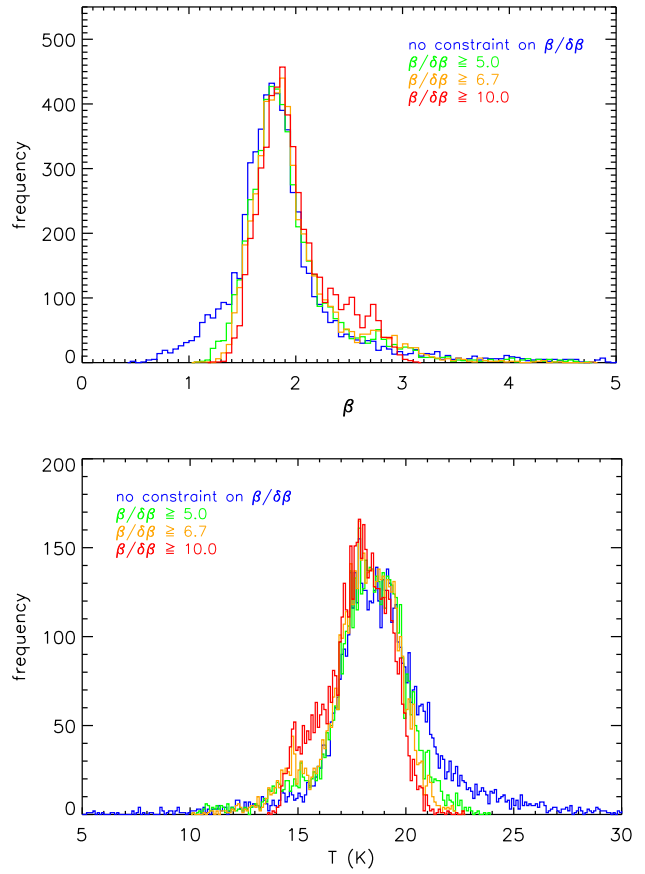 500
400
300
200
100
0
frequency
no constraint on β/δβ
β/δβ ≧ 5.0
β/δβ ≧ 6.7
β/δβ ≧ 10.0
0 1 2 3 4 5
β
200
150
100
50
0
frequency
no constraint on β/δβ
β/δβ ≧ 5.0
β/δβ ≧ 6.7
β/δβ ≧ 10.0
5 10 15 20 25 30
T (K)